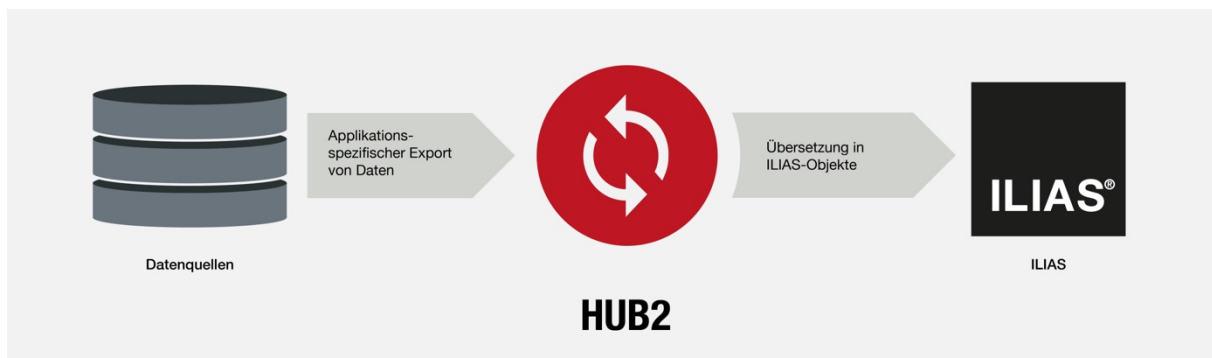 Applikations-
spezifischer Export
von Daten
Übersetzung in
ILIAS-Objekte
ILIAS®
Datenquellen
ILIAS
HUB2